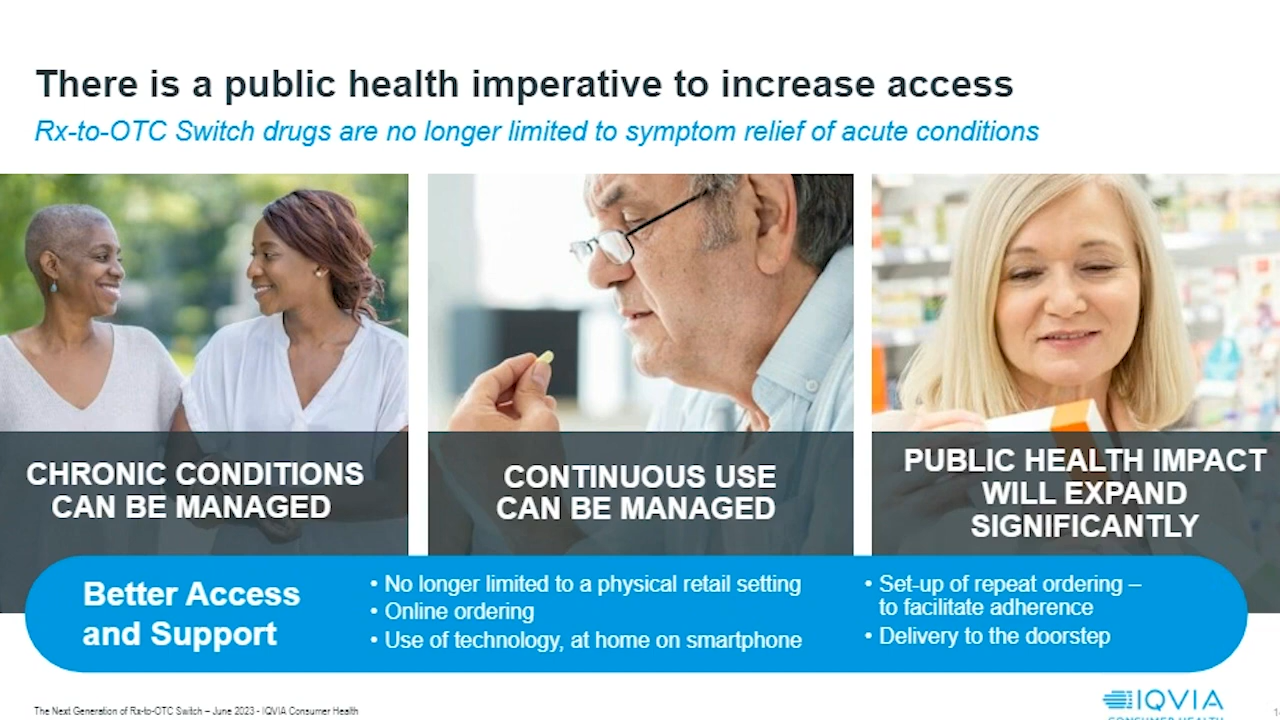 There is a public health imperative to increase access
Rx-to-OTC Switch drugs are no longer limited to symptom relief of acute conditions
CHRONIC CONDITIONS
CAN BE MANAGED
CONTINUOUS USE
CAN BE MANAGED
PUBLIC HEALTH IMPACT
WILL EXPAND
SIGNIFICANTLY
Better Access
and Support
• No longer limited to a physical retail setting
• Online ordering
• Use of technology, at home on smartphone
• Set-up of repeat ordering –
to facilitate adherence
• Delivery to the doorstep
The Next Generation of Rx-to-OTC Switch – June 2023 - IQVIA Consumer Health
IQVIA
CONSUMER HEALTH